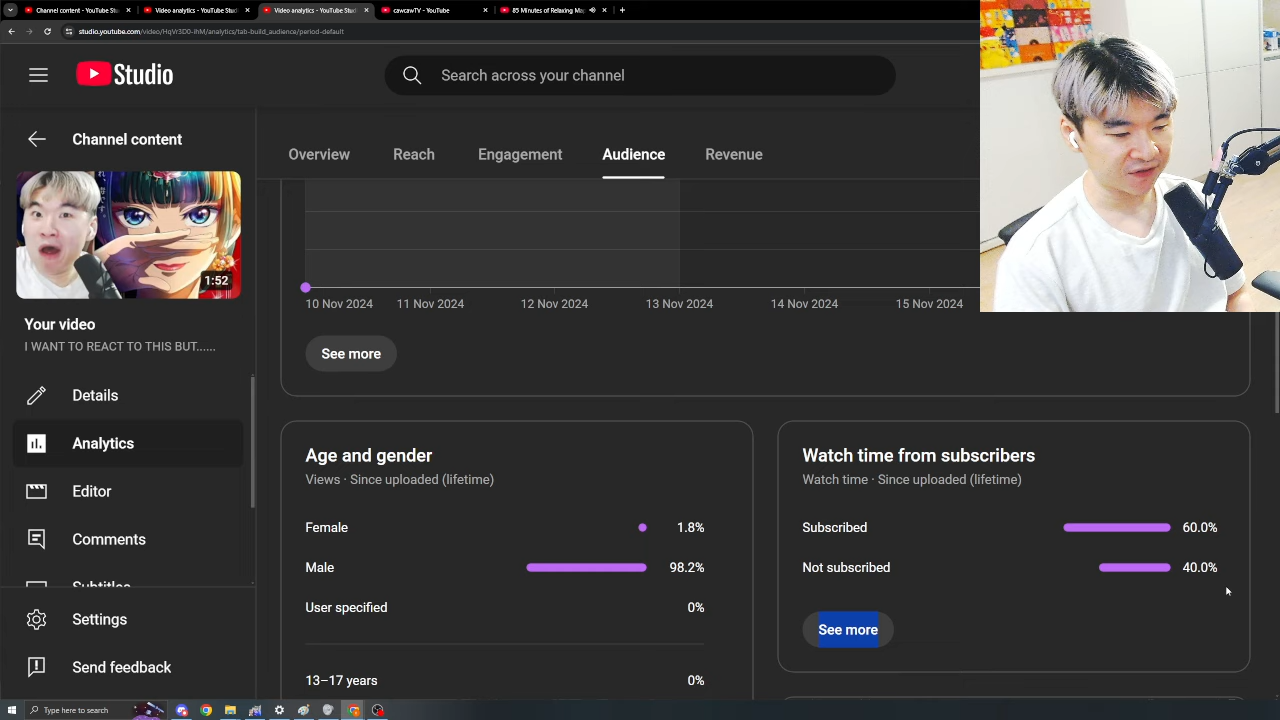 Content content - YouTube Stu
Video analytics - YouTube Studi
Video analytics - YouTube Studi
cawcawTV - YouTube
85 Minutes of Relaxing Ma
studio.youtube.com/video/HqVr3D0-ihM/analytics/tab-build_audience/period-default
Studio
Search across your channel
Channel content
1:52
Your video
I WANT TO REACT TO THIS BUT......
Details
Analytics
Editor
Comments
Subtitles
Settings
Send feedback
Overview
Reach
Engagement
Audience
Revenue
10 Nov 2024
11 Nov 2024
12 Nov 2024
13 Nov 2024
14 Nov 2024
15 Nov 2024
See more
Age and gender
Views · Since uploaded (lifetime)
Female 1.8%
Male 98.2%
User specified 0%
13–17 years 0%
Watch time from subscribers
Watch time · Since uploaded (lifetime)
Subscribed 60.0%
Not subscribed 40.0%
See more
Type here to search